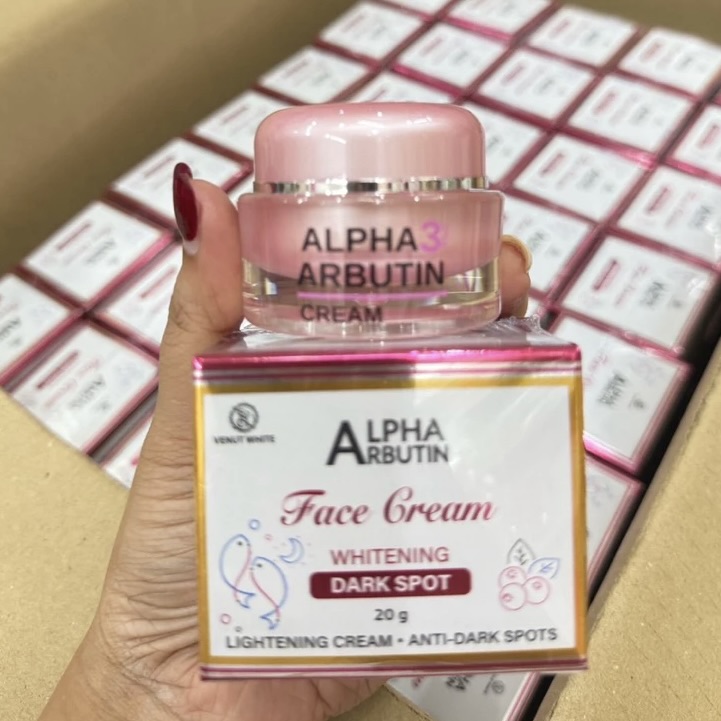 ALPHA3
ARBUTIN
CREAM
VENUT WHITE
ALPHA
ARBUTIN
Face Cream
WHITENING
DARK SPOT
20 g
LIGHTENING CREAM • ANTI-DARK SPOTS